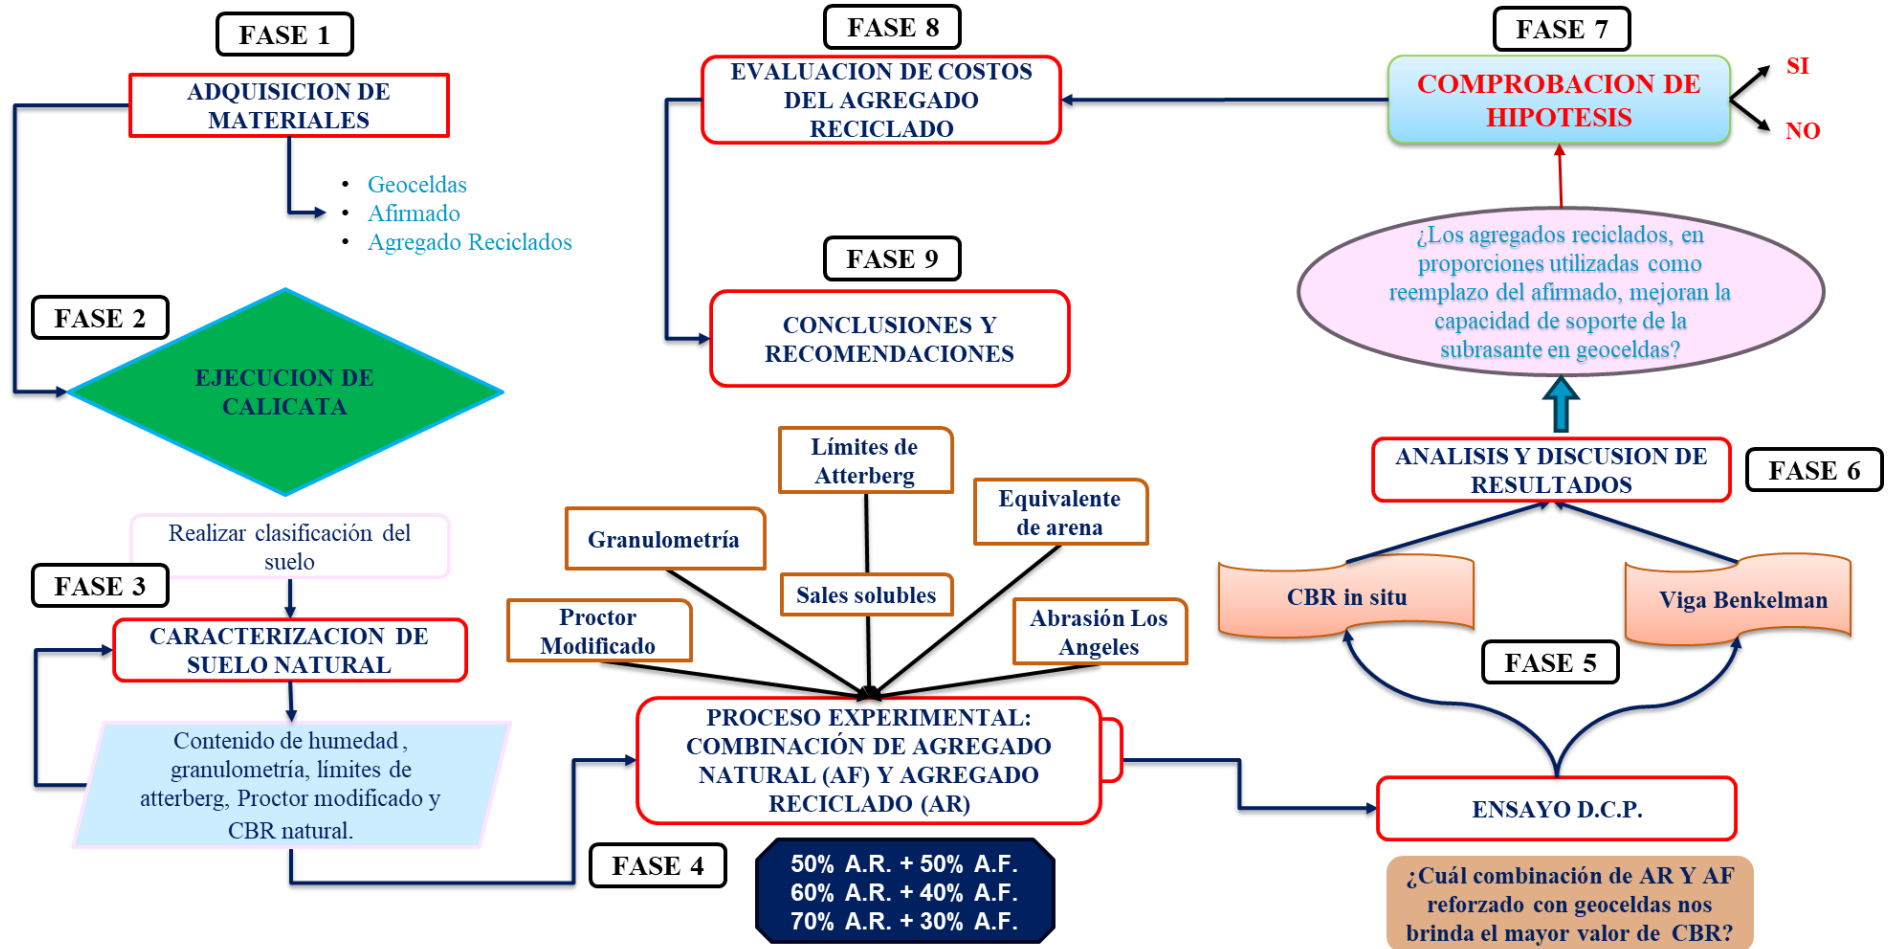 FASE 1
ADQUISICION DE
MATERIALES
• Geoceldas
• Afirmado
• Agregado Reciclados
FASE 2
EJECUCION DE
CALICATA
Realizar clasificación del
suelo
FASE 3
CARACTERIZACION DE
SUELO NATURAL
Contenido de humedad,
granulometría, límites de
atterberg, Proctor modificado y
CBR natural.
FASE 4
Proctor
Modificado
Granulometría
Límites de
Atterberg
Sales solubles
Equivalente
de arena
Abrasión Los
Angeles
PROCESO EXPERIMENTAL:
COMBINACIÓN DE AGREGADO
NATURAL (AF) Y AGREGADO
RECICLADO (AR)
50% A.R. + 50% A.F.
60% A.R. + 40% A.F.
70% A.R. + 30% A.F.
ENSAYO D.C.P.
¿Cuál combinación de AR Y AF
reforzado con geoceldas nos
brinda el mayor valor de CBR?
FASE 5
CBR in situ
Viga Benkelman
FASE 6
ANALISIS Y DISCUSION DE
RESULTADOS
¿Los agregados reciclados, en
proporciones utilizadas como
reemplazo del afirmado, mejoran la
capacidad de soporte de la
subrasante en geoceldas?
FASE 7
COMPROBACION DE
HIPOTESIS
SI
NO
FASE 8
EVALUACION DE COSTOS
DEL AGREGADO
RECICLADO
FASE 9
CONCLUSIONES Y
RECOMENDACIONES